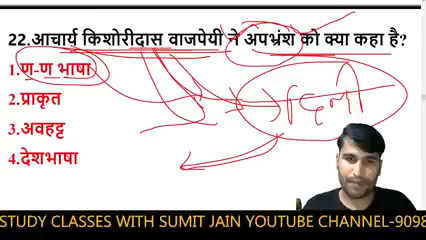 22.आचार्य किशोरीदास वाजपेयी ने अपभ्रंश को क्या कहा है?
1.ण-ण भाषा
2.प्राकृत
3.अवहट्ट
4.देशभाषा
STUDY CLASSES WITH SUMIT JAIN YOUTUBE CHANNEL-9098